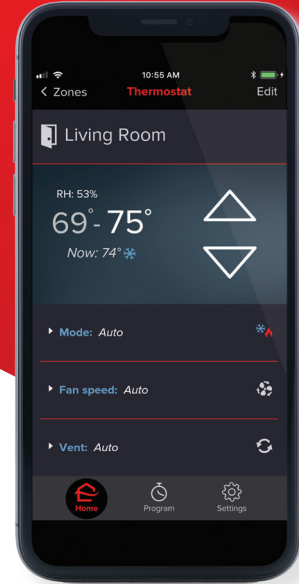 10:55 AM
Zones Thermostat Edit
Living Room
RH: 53%
69°- 75°
Now: 74°
Mode: Auto
Fan speed: Auto
Vent: Auto
Home Program Settings